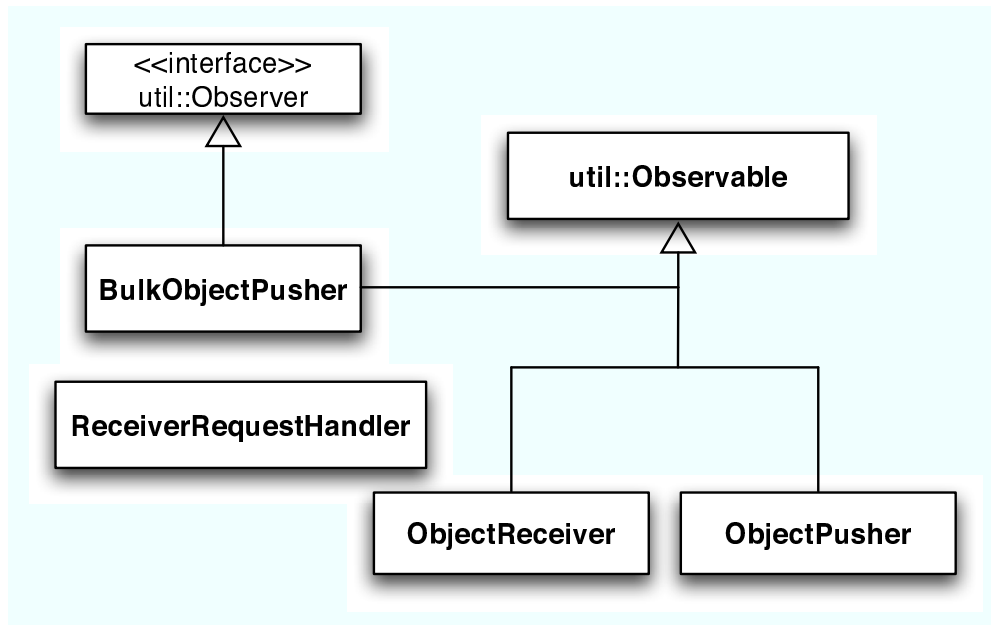 <<interface>>
util::Observer
util::Observable
BulkObjectPusher
ReceiverRequestHandler
ObjectReceiver
ObjectPusher